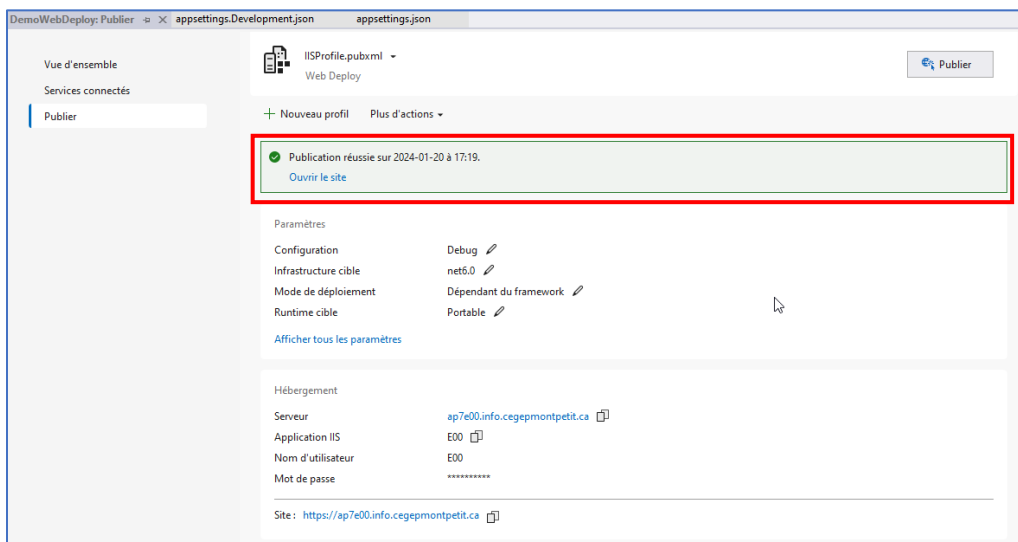 DemoWebDeploy: Publier appsettings.Development.json appsettings.json
Vue d'ensemble
Services connectés
Publier
IISProfile.pubxml
Web Deploy
Publier
Nouveau profil Plus d'actions
Publication réussie sur 2024-01-20 à 17:19.
Ouvrir le site
Paramètres
Configuration Debug
Infrastructure cible net6.0
Mode de déploiement Dépendant du framework
Runtime cible Portable
Afficher tous les paramètres
Hébergement
Serveur ap7e00.info.cegepmontpetit.ca
Application IIS E00
Nom d'utilisateur E00
Mot de passe **********
Site : https://ap7e00.info.cegepmontpetit.ca